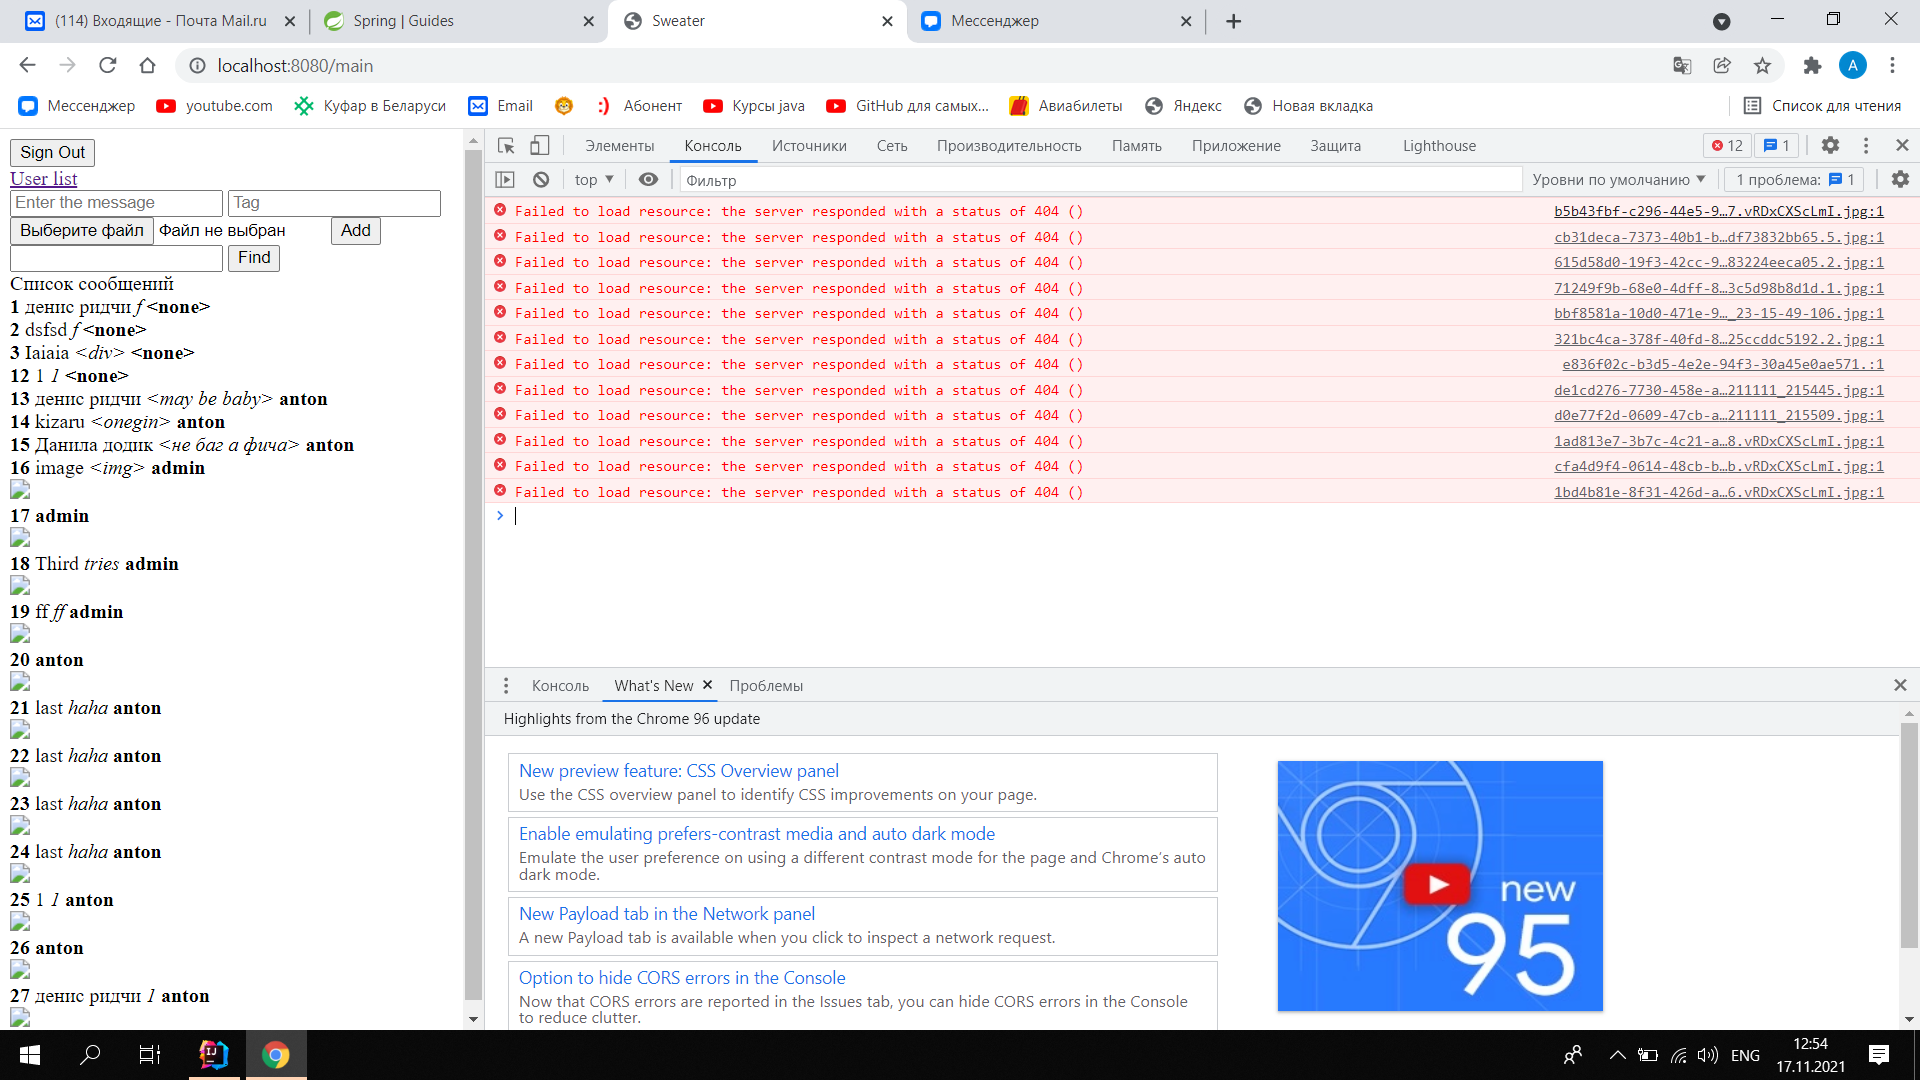 (114) Входящие - Почта Mail.ru
Spring | Guides
Sweater
Мессенджер
localhost:8080/main
A
Мессенджер
youtube.com
Куфар в Беларуси
Email
Абонент
Курсы java
GitHub для самых...
Авиабилеты
Яндекс
Новая вкладка
Список для чтения
Sign Out
User list
Enter the message Tag
Выберите файл Файл не выбран Add
Find
Список сообщений
1 денис ридчи f <none>
2 dsfsd f <none>
3 Iaiaia <div> <none>
12 1 1 <none>
13 денис ридчи <may be baby> anton
14 kizaru <onegin> anton
15 Данила додик <не баг а фича> anton
16 image <img> admin
17 admin
18 Third tries admin
19 ff ff admin
20 anton
21 last haha anton
22 last haha anton
23 last haha anton
24 last haha anton
25 1 1 anton
26 anton
27 денис ридчи 1 anton
Элементы Консоль Источники Сеть Производительность Память Приложение Защита Lighthouse 12 1
top Фильтр Уровни по умолчанию 1 проблема: 1
Failed to load resource: the server responded with a status of 404 () b5b43fbf-c296-44e5-9…7.vRDxCXScLmI.jpg:1
Failed to load resource: the server responded with a status of 404 () cb31deca-7373-40b1-b…df73832bb65.5.jpg:1
Failed to load resource: the server responded with a status of 404 () 615d58d0-19f3-42cc-9…83224eeca05.2.jpg:1
Failed to load resource: the server responded with a status of 404 () 71249f9b-68e0-4dff-8…3c5d98b8d1d.1.jpg:1
Failed to load resource: the server responded with a status of 404 () bbf8581a-10d0-471e-9…_23-15-49-106.jpg:1
Failed to load resource: the server responded with a status of 404 () 321bc4ca-378f-40fd-8…25ccddc5192.2.jpg:1
Failed to load resource: the server responded with a status of 404 () e836f02c-b3d5-4e2e-94f3-30a45e0ae571.:1
Failed to load resource: the server responded with a status of 404 () de1cd276-7730-458e-a…211111_215445.jpg:1
Failed to load resource: the server responded with a status of 404 () d0e77f2d-0609-47cb-a…211111_215509.jpg:1
Failed to load resource: the server responded with a status of 404 () 1ad813e7-3b7c-4c21-a…8.vRDxCXScLmI.jpg:1
Failed to load resource: the server responded with a status of 404 () cfa4d9f4-0614-48cb-b…b.vRDxCXScLmI.jpg:1
Failed to load resource: the server responded with a status of 404 () 1bd4b81e-8f31-426d-a…6.vRDxCXScLmI.jpg:1
Консоль What's New Проблемы
Highlights from the Chrome 96 update
New preview feature: CSS Overview panel
Use the CSS overview panel to identify CSS improvements on your page.
Enable emulating prefers-contrast media and auto dark mode
Emulate the user preference on using a different contrast mode for the page and Chrome's auto
dark mode.
New Payload tab in the Network panel
A new Payload tab is available when you click to inspect a network request.
Option to hide CORS errors in the Console
Now that CORS errors are reported in the Issues tab, you can hide CORS errors in the Console
to reduce clutter.
new
95
IJ
ENG
12:54
17.11.2021